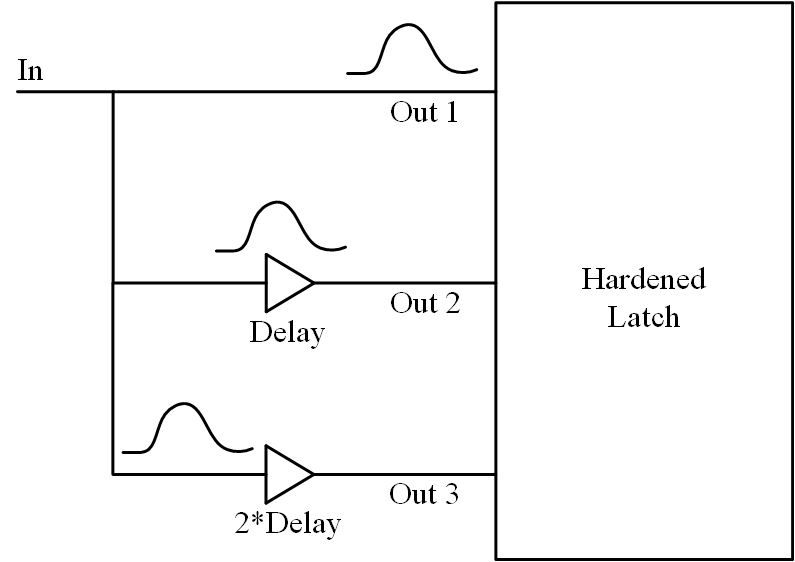 In
Out 1
Out 2
Delay
Hardened
Latch
Out 3
2*Delay